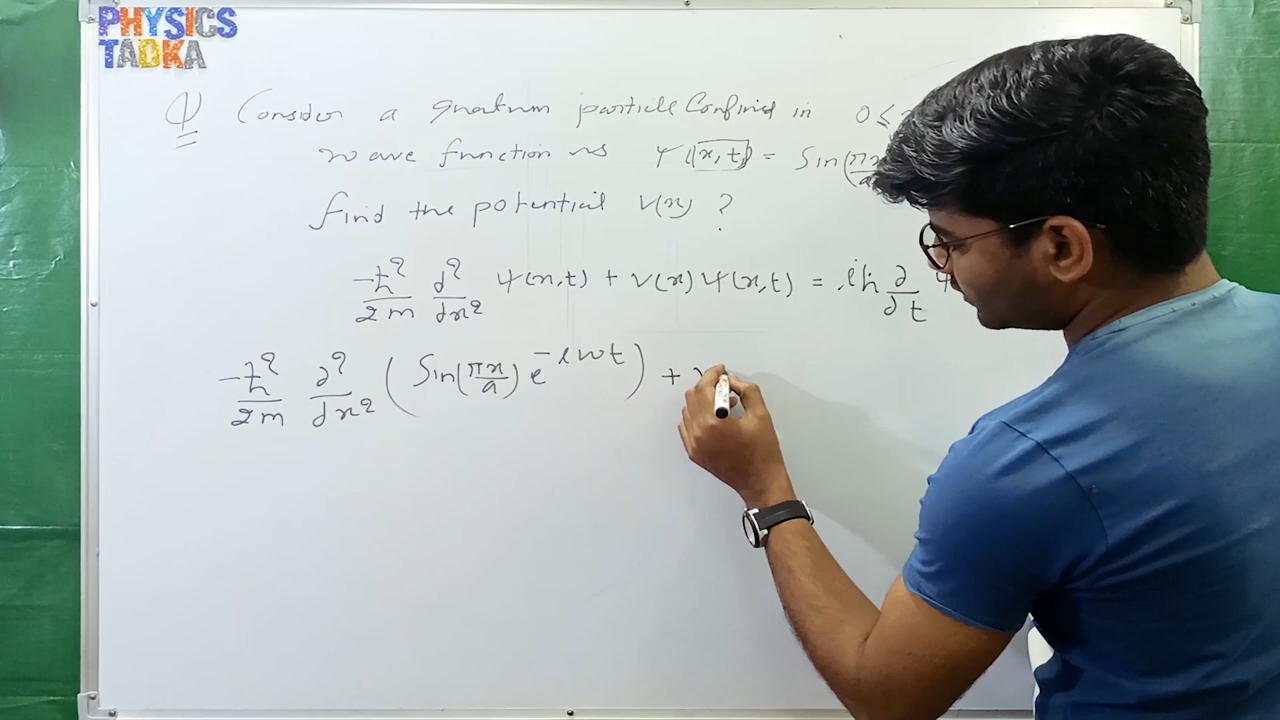 PHYSICS
TADKA
Q Consider a quantum particle Confined in 0 ≤
wave function is Ψ(x,t) = Sin(πx/a
find the potential V(x) ?
-ħ²/2m ∂²/∂x² Ψ(x,t) + V(x) Ψ(x,t) = iħ ∂/∂t Ψ
-ħ²/2m ∂²/∂x² (Sin(πx/a) e^-iωt) +